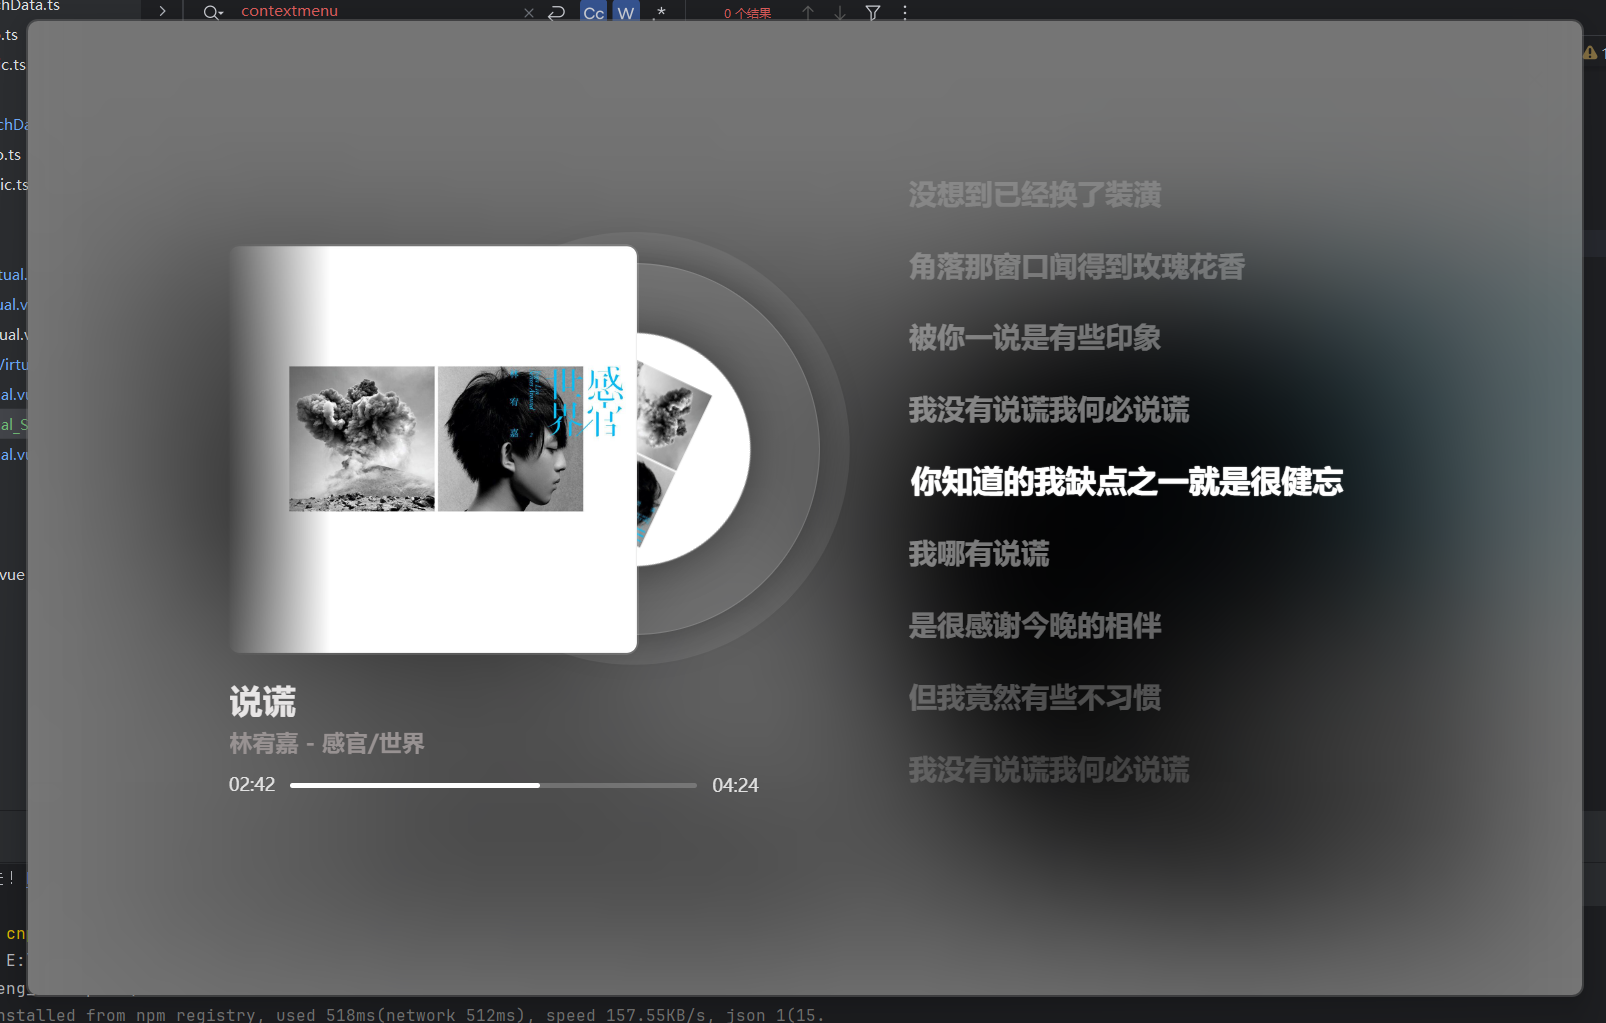 chData.ts
contextmenu
Cc
W
.*
0 个结果
.ts
c.ts
chDa
o.ts
ic.ts
tual.
ual.v
ual.v
Virtu
al.vu
al_S
al.vu
vue
没想到已经换了装潢
角落那窗口闻得到玫瑰花香
被你一说是有些印象
我没有说谎我何必说谎
你知道的我缺点之一就是很健忘
我哪有说谎
是很感谢今晚的相伴
但我竟然有些不习惯
我没有说谎我何必说谎
感官
世界
林
宥
嘉
说谎
林宥嘉 - 感官/世界
02:42
04:24
cn
E:
eng_
nstalled from npm registry, used 518ms(network 512ms), speed 157.55KB/s, json 1(15.